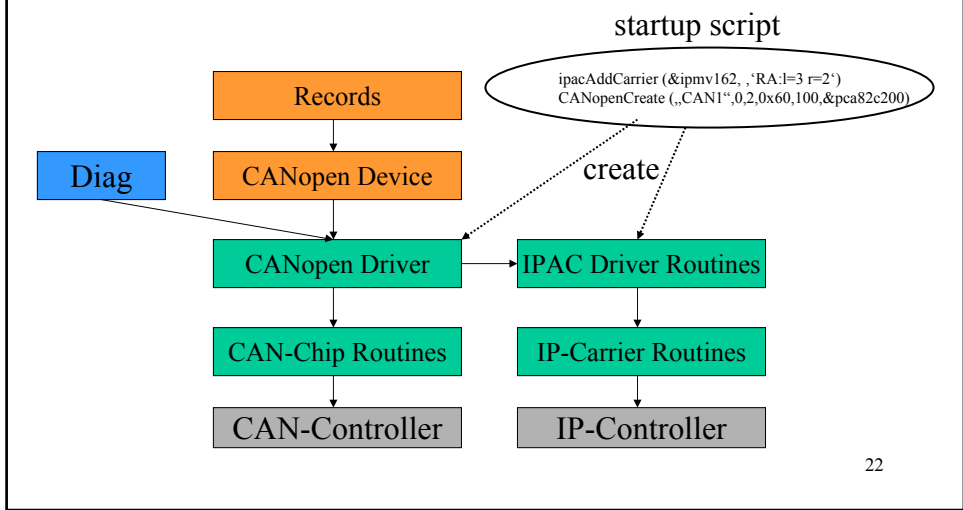 startup script
ipacAddCarrier (&ipmv162, ,‘RA:l=3 r=2‘)
CANopenCreate („CAN1“,0,2,0x60,100,&pca82c200)
Records
Diag
CANopen Device
create
CANopen Driver
IPAC Driver Routines
CAN-Chip Routines
IP-Carrier Routines
CAN-Controller
IP-Controller
22